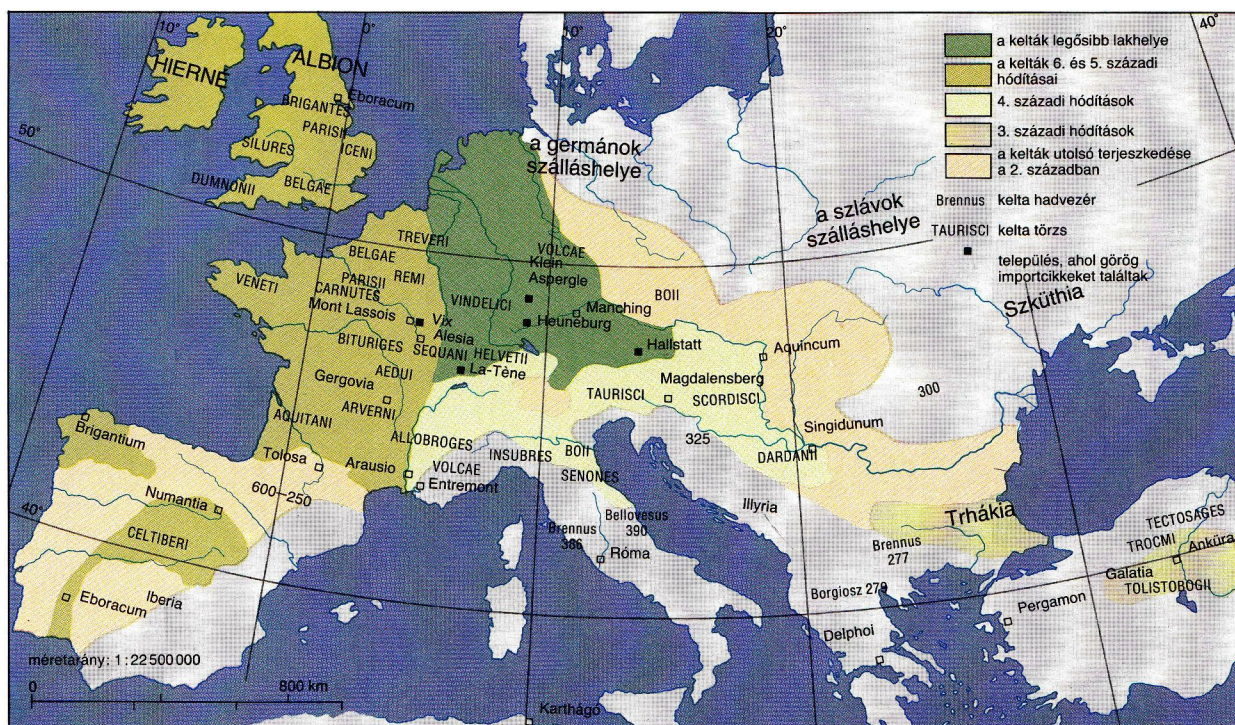 10°
0°
10°
20°
40°
HIERNE
ALBION
Eboracum
BRIGANTES
PARISII
ICENI
SILURES
DUMNONII
BELGAE
50°
a germánok
szálláshelye
a szlávok
szálláshelye
a kelták legősibb lakhelye
a kelták 6. és 5. századi
hódításai
4. századi hódítások
3. századi hódítások
a kelták utolsó terjeszkedése
a 2. században
Brennus kelta hadvezér
TAURISCI kelta törzs
település, ahol görög
importcikkeket találtak
Szküthia
TREVERI
BELGAE
REMI
PARISII
CARNUTES
VENETI
Mont Lassois
Vix
Alesia
BITURIGES
SEQUANI
HELVETII
La-Tène
AEDUI
Gergovia
ARVERNI
AQUITANI
ALLOBROGES
VOLCAE
Klein
Aspergle
VINDELICI
Manching
Heuneburg
BOII
Hallstatt
Aquincum
Magdalensberg
TAURISCI
SCORDISCI
300
Singidunum
325
DARDANII
Brigantium
Tolosa
Arausio
VOLCAE
Entremont
INSUBRES
BOII
SENONES
600–250
Numantia
40°
CELTIBERI
Eboracum
Iberia
Bellovesus
390
Brennus
386
Róma
Illyria
Trhákia
Brennus
277
Borgiosz 279
Delphoi
Pergamon
TECTOSAGES
TROCMI
Ankűra
Galatia
TOLISTOBOGII
méretarány: 1 : 22 500 000
0 800 km
Karthágó